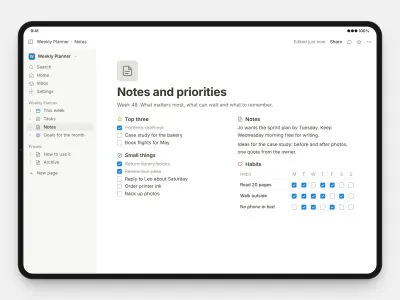 9:41
100%
Weekly Planner / Notes
Edited just now Share
Weekly Planner
Search
Home
Inbox
Settings
Weekly Planner
This week
Tasks
Notes
Goals for the month
Private
How to use it
Archive
New page
Notes and priorities
Week 48. What matters most, what can wait and what to remember.
Top three
Case study for the bakery
Book flights for May
Small things
Return library books
Reply to Leo about Saturday
Order printer ink
Back up photos
Notes
Jo wants the sprint plan by Tuesday. Keep
Wednesday morning free for writing.
Ideas for the case study: before and after photos,
one quote from the owner.
Habits
Habit M T W T F S S
Read 20 pages
Walk outside
No phone in bed